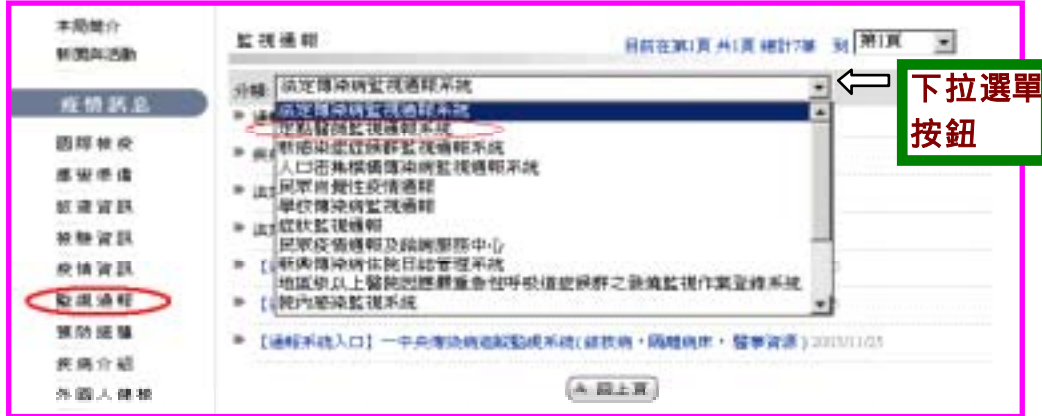 本局簡介
新聞與活動
疫情訊息
國際檢疫
應變準備
旅遊資訊
檢驗資訊
疫情資訊
監視通報
預防接種
疾病介紹
外國人健檢
監視通報
目前在第1頁 共1頁 總計7筆 到 第1頁
分類 法定傳染病監視通報系統
法定傳染病監視通報系統
定點醫師監視通報系統
新感染症症候群監視通報系統
人口密集機構傳染病監視通報系統
民眾自覺性疫情通報
學校傳染病監視通報
症狀監視通報
民眾疫情通報及諮詢服務中心
新興傳染病住院日誌管理系統
地區級以上醫院因應嚴重急性呼吸道症候群之發燒監視作業登錄系統
院內感染監視系統
【通報系統入口】一中央傳染病追蹤監視系統(結核病，隔離病床，醫事資源) 2003/11/25
回上頁
下拉選單
按鈕